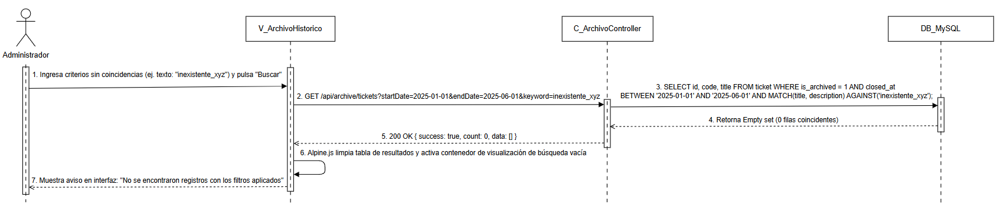 Administrador
V_ArchivoHistorico
C_ArchivoController
DB_MySQL
1. Ingresa criterios sin coincidencias (ej. texto: "inexistente_xyz") y pulsa "Buscar"
2. GET /api/archive/tickets?startDate=2025-01-01&endDate=2025-06-01&keyword=inexistente_xyz
3. SELECT id, code, title FROM ticket WHERE is_archived = 1 AND closed_at
BETWEEN '2025-01-01' AND '2025-06-01' AND MATCH(title, description) AGAINST('inexistente_xyz');
4. Retorna Empty set (0 filas coincidentes)
5. 200 OK { success: true, count: 0, data: [] }
6. Alpine.js limpia tabla de resultados y activa contenedor de visualización de búsqueda vacía
7. Muestra aviso en interfaz: "No se encontraron registros con los filtros aplicados"